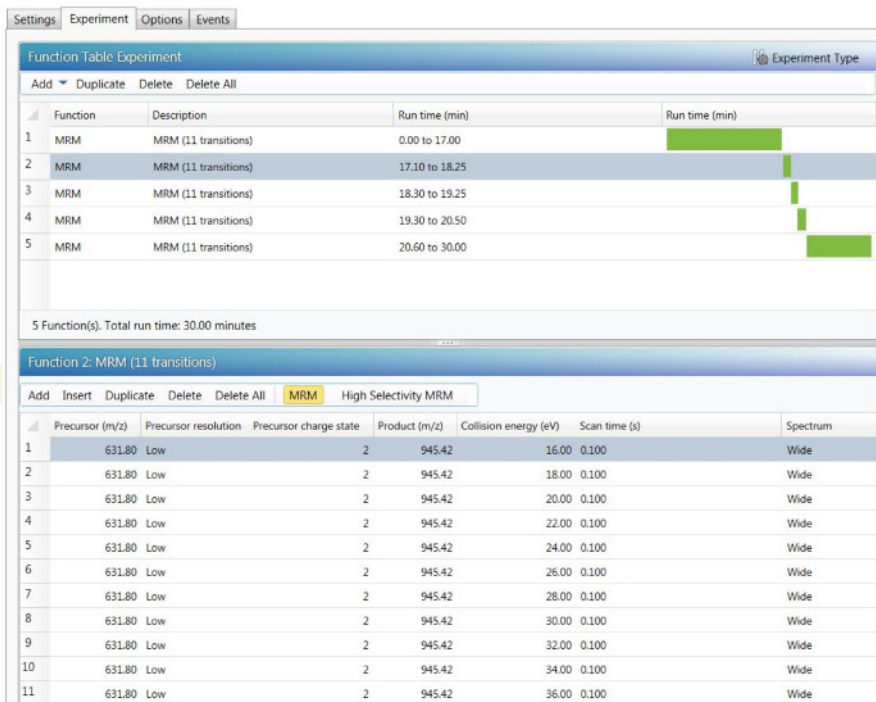 Settings Experiment Options Events
Function Table Experiment Experiment Type
Add Duplicate Delete Delete All
Function Description Run time (min) Run time (min)
1 MRM MRM (11 transitions) 0.00 to 17.00
2 MRM MRM (11 transitions) 17.10 to 18.25
3 MRM MRM (11 transitions) 18.30 to 19.25
4 MRM MRM (11 transitions) 19.30 to 20.50
5 MRM MRM (11 transitions) 20.60 to 30.00
5 Function(s). Total run time: 30.00 minutes
Function 2: MRM (11 transitions)
Add Insert Duplicate Delete Delete All MRM High Selectivity MRM
Precursor (m/z) Precursor resolution Precursor charge state Product (m/z) Collision energy (eV) Scan time (s) Spectrum
1 631.80 Low 2 945.42 16.00 0.100 Wide
2 631.80 Low 2 945.42 18.00 0.100 Wide
3 631.80 Low 2 945.42 20.00 0.100 Wide
4 631.80 Low 2 945.42 22.00 0.100 Wide
5 631.80 Low 2 945.42 24.00 0.100 Wide
6 631.80 Low 2 945.42 26.00 0.100 Wide
7 631.80 Low 2 945.42 28.00 0.100 Wide
8 631.80 Low 2 945.42 30.00 0.100 Wide
9 631.80 Low 2 945.42 32.00 0.100 Wide
10 631.80 Low 2 945.42 34.00 0.100 Wide
11 631.80 Low 2 945.42 36.00 0.100 Wide